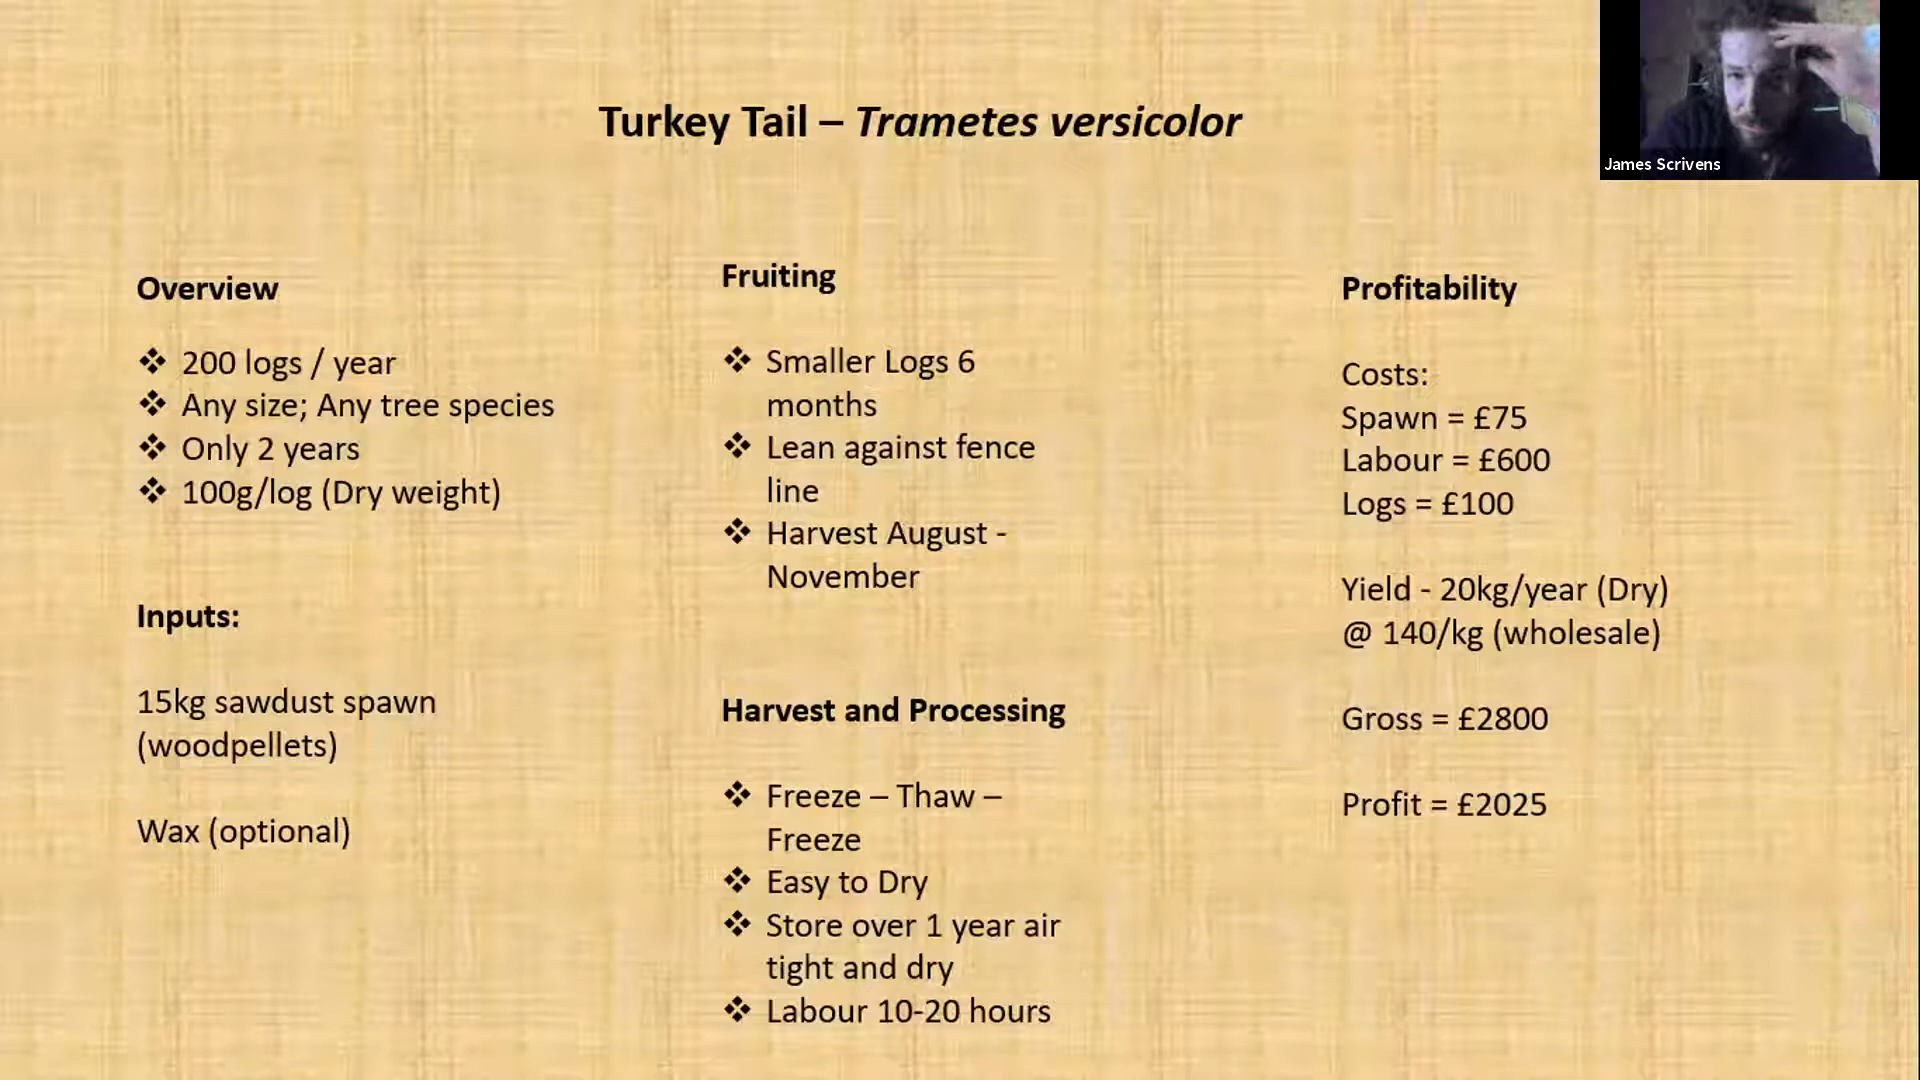 Turkey Tail – Trametes versicolor
James Scrivens
Overview
❖ 200 logs / year
❖ Any size; Any tree species
❖ Only 2 years
❖ 100g/log (Dry weight)
Inputs:
15kg sawdust spawn
(woodpellets)
Wax (optional)
Fruiting
❖ Smaller Logs 6
months
❖ Lean against fence
line
❖ Harvest August -
November
Harvest and Processing
❖ Freeze – Thaw –
Freeze
❖ Easy to Dry
❖ Store over 1 year air
tight and dry
❖ Labour 10-20 hours
Profitability
Costs:
Spawn = £75
Labour = £600
Logs = £100
Yield - 20kg/year (Dry)
@ 140/kg (wholesale)
Gross = £2800
Profit = £2025